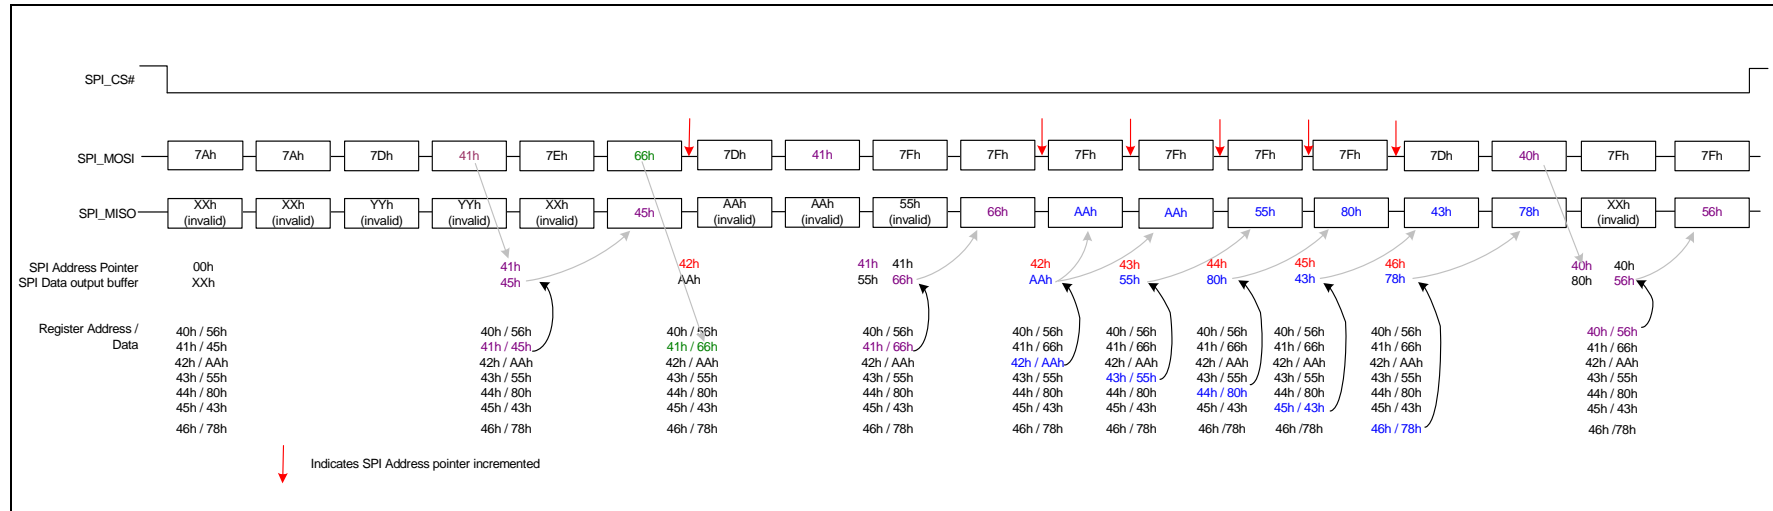 SPI_CS#
SPI_MOSI 7Ah 7Ah 7Dh 41h 7Eh 66h 7Dh 41h 7Fh 7Fh 7Fh 7Fh 7Fh 7Fh 7Dh 40h 7Fh 7Fh
SPI_MISO XXh XXh YYh YYh XXh 45h AAh AAh 55h 66h AAh AAh 55h 80h 43h 78h XXh 56h
(invalid) (invalid) (invalid) (invalid) (invalid) (invalid) (invalid) (invalid) (invalid)
SPI Address Pointer 00h 41h 42h 41h 41h 42h 43h 44h 45h 46h 40h 40h
SPI Data output buffer XXh 45h AAh 55h 66h AAh 55h 80h 43h 78h 80h 56h
Register Address / 40h / 56h 40h / 56h 40h / 56h 40h / 56h 40h / 56h 40h / 56h 40h / 56h 40h / 56h 40h / 56h 40h / 56h
Data 41h / 45h 41h / 45h 41h / 66h 41h / 66h 41h / 66h 41h / 66h 41h / 66h 41h / 66h 41h / 66h 41h / 66h
42h / AAh 42h / AAh 42h / AAh 42h / AAh 42h / AAh 42h / AAh 42h / AAh 42h / AAh 42h / AAh 42h / AAh
43h / 55h 43h / 55h 43h / 55h 43h / 55h 43h / 55h 43h / 55h 43h / 55h 43h / 55h 43h / 55h 43h / 55h
44h / 80h 44h / 80h 44h / 80h 44h / 80h 44h / 80h 44h / 80h 44h / 80h 44h / 80h 44h / 80h 44h / 80h
45h / 43h 45h / 43h 45h / 43h 45h / 43h 45h / 43h 45h / 43h 45h / 43h 45h / 43h 45h / 43h 45h / 43h
46h / 78h 46h / 78h 46h / 78h 46h / 78h 46h / 78h 46h / 78h 46h /78h 46h /78h 46h / 78h 46h /78h
Indicates SPI Address pointer incremented